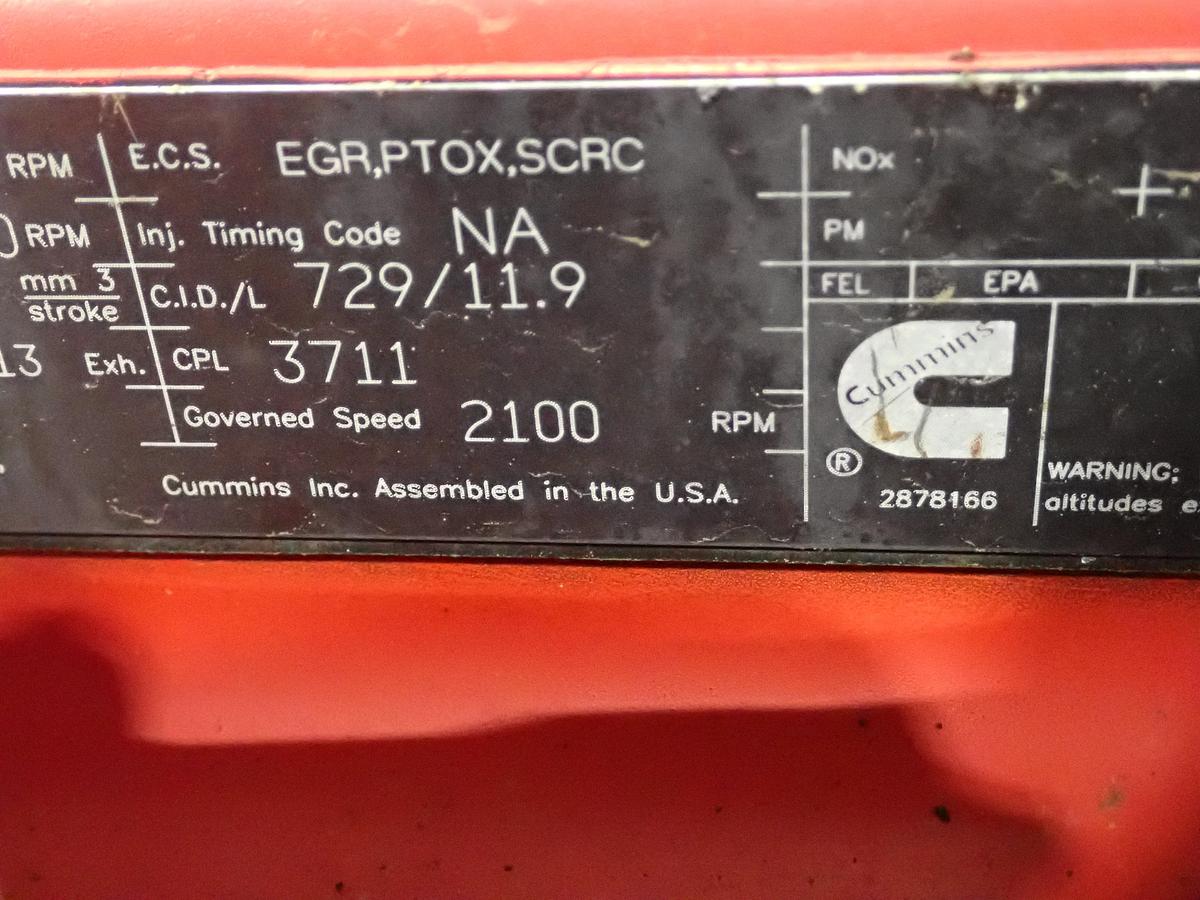 RPM E.C.S. EGR,PTOX,SCRC NOx
RPM Inj. Timing Code NA PM
mm 3
stroke C.I.D./L 729/11.9 FEL EPA
13 Exh. CPL 3711
Cummins
Governed Speed 2100 RPM
®
WARNING;
Cummins Inc. Assembled in the U.S.A. 2878166 altitudes